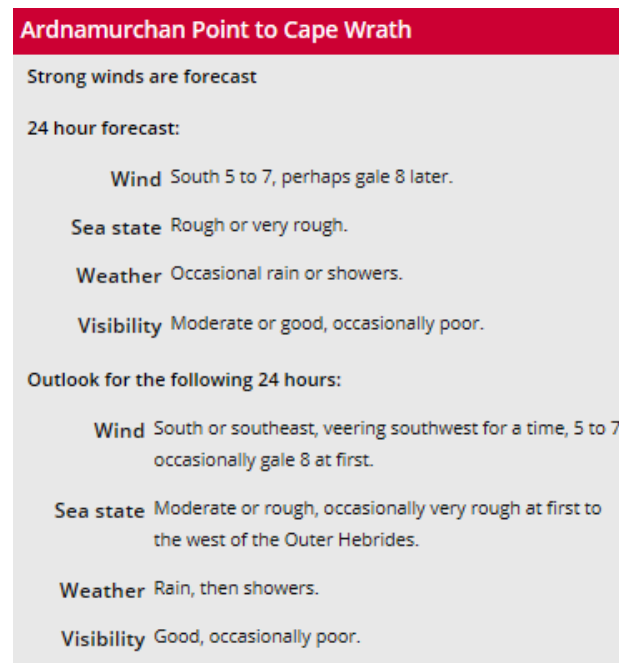 Ardnamurchan Point to Cape Wrath
Strong winds are forecast
24 hour forecast:
Wind South 5 to 7, perhaps gale 8 later.
Sea state Rough or very rough.
Weather Occasional rain or showers.
Visibility Moderate or good, occasionally poor.
Outlook for the following 24 hours:
Wind South or southeast, veering southwest for a time, 5 to 7
occasionally gale 8 at first.
Sea state Moderate or rough, occasionally very rough at first to
the west of the Outer Hebrides.
Weather Rain, then showers.
Visibility Good, occasionally poor.